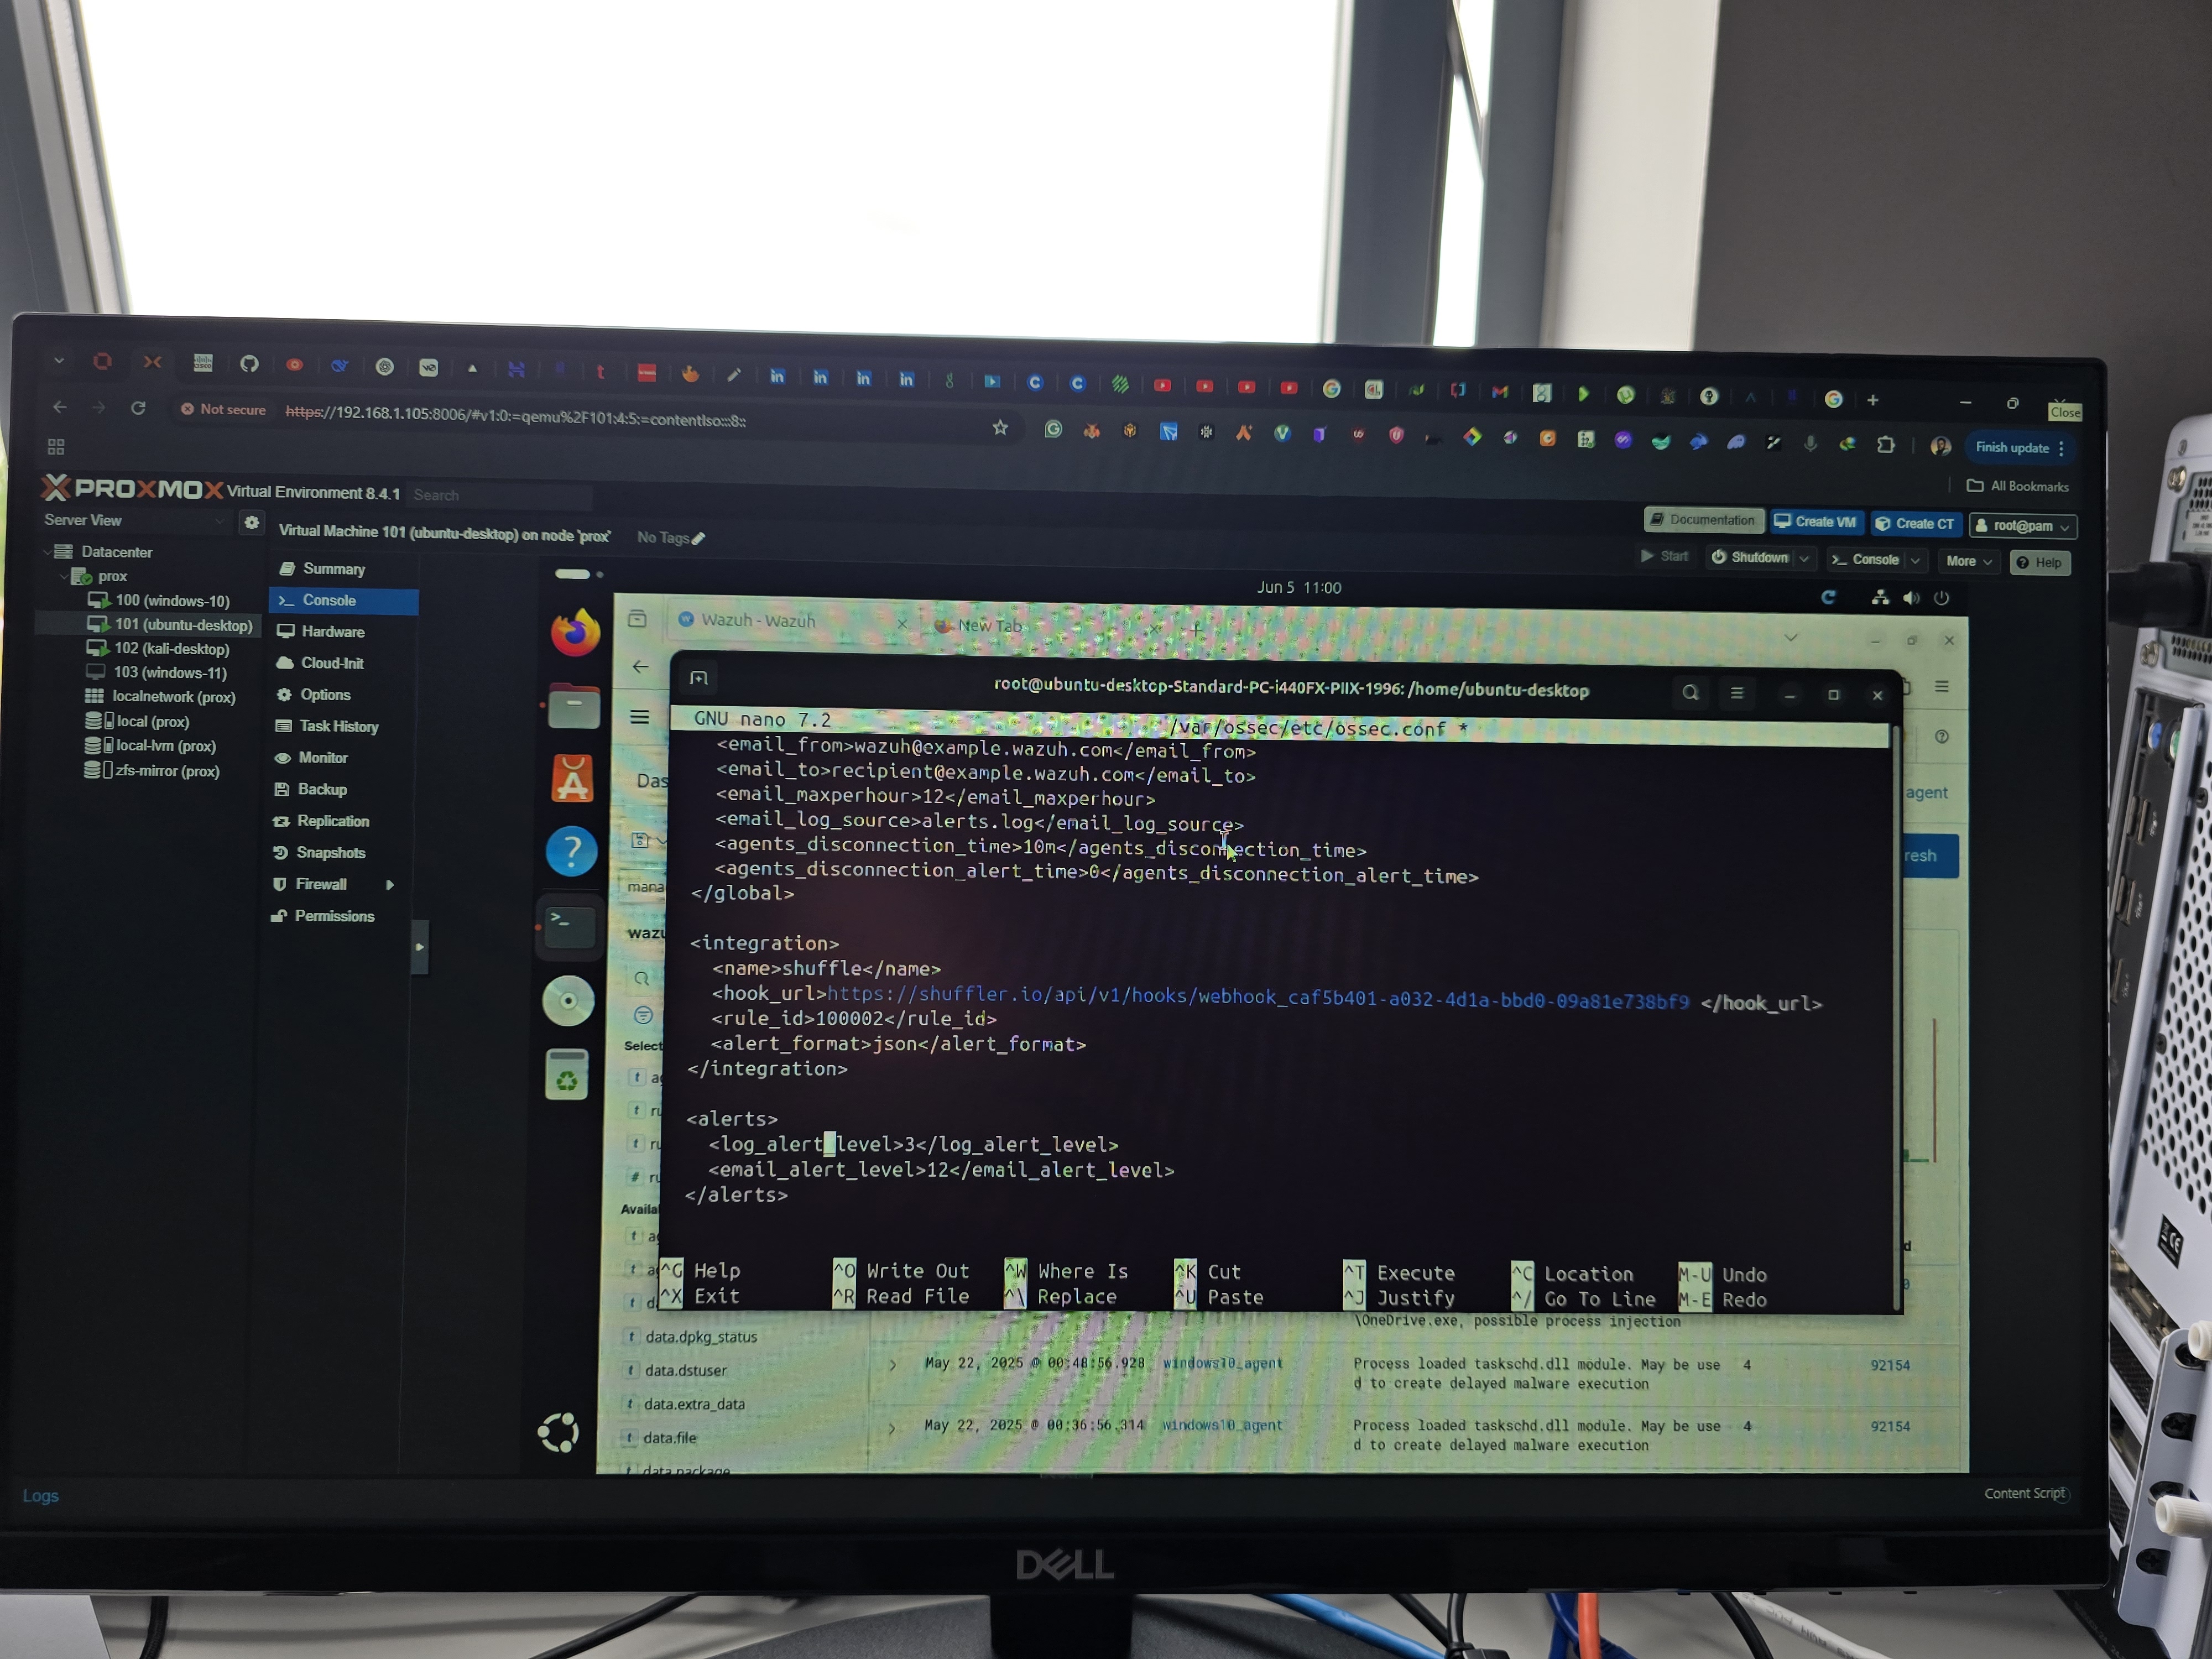 Not secure
https://192.168.1.105:8006/#v1:0:=qemu%2F101:4:5:=contentIso:::8::
Close
Finish update
All Bookmarks
PROXMOX Virtual Environment 8.4.1
Search
Documentation
Create VM
Create CT
root@pam
Server View
Virtual Machine 101 (ubuntu-desktop) on node 'prox'
No Tags
Start
Shutdown
Console
More
Help
Datacenter
prox
100 (windows-10)
101 (ubuntu-desktop)
102 (kali-desktop)
103 (windows-11)
localnetwork (prox)
local (prox)
local-lvm (prox)
zfs-mirror (prox)
Summary
Console
Hardware
Cloud-Init
Options
Task History
Monitor
Backup
Replication
Snapshots
Firewall
Permissions
Jun 5 11:00
Wazuh - Wazuh
New Tab
root@ubuntu-desktop-Standard-PC-i440FX-PIIX-1996: /home/ubuntu-desktop
GNU nano 7.2
/var/ossec/etc/ossec.conf *
<email_from>wazuh@example.wazuh.com</email_from>
<email_to>recipient@example.wazuh.com</email_to>
<email_maxperhour>12</email_maxperhour>
<email_log_source>alerts.log</email_log_source>
<agents_disconnection_time>10m</agents_disconnection_time>
<agents_disconnection_alert_time>0</agents_disconnection_alert_time>
</global>
<integration>
<name>shuffle</name>
<hook_url>https://shuffler.io/api/v1/hooks/webhook_caf5b401-a032-4d1a-bbd0-09a81e738bf9 </hook_url>
<rule_id>100002</rule_id>
<alert_format>json</alert_format>
</integration>
<alerts>
<log_alert_level>3</log_alert_level>
<email_alert_level>12</email_alert_level>
</alerts>
^G Help
^O Write Out
^W Where Is
^K Cut
^T Execute
^C Location
M-U Undo
^X Exit
^R Read File
^\ Replace
^U Paste
^J Justify
^/ Go To Line
M-E Redo
Das
agent
resh
mana
wazu
Select
Availa
data.dpkg_status
data.dstuser
data.extra_data
data.file
data.package
\OneDrive.exe, possible process injection
May 22, 2025 @ 00:48:56.928 windows10_agent Process loaded taskschd.dll module. May be use 4 92154
d to create delayed malware execution
May 22, 2025 @ 00:36:56.314 windows10_agent Process loaded taskschd.dll module. May be use 4 92154
d to create delayed malware execution
Logs
Content Script
DELL